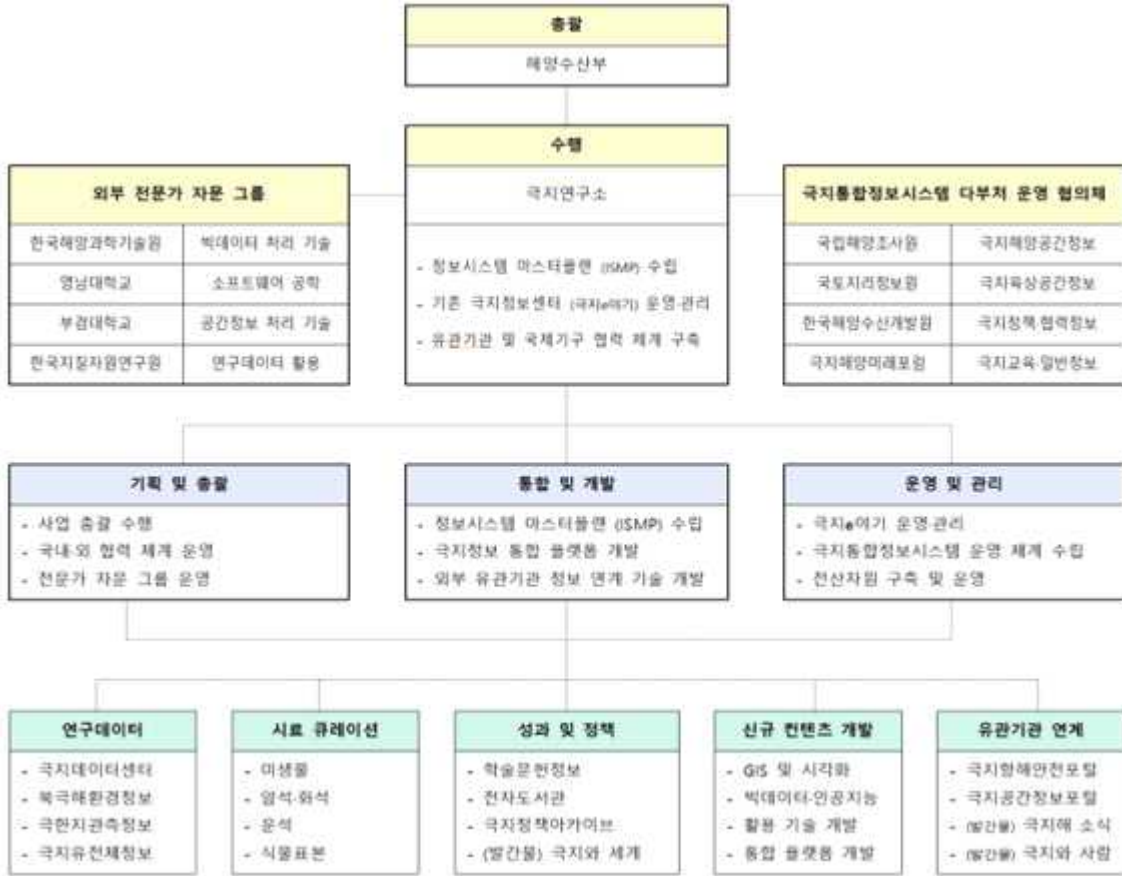 총괄
해양수산부
수행
극지연구소
- 정보시스템 마스터플랜 (ISMP) 수립
- 기존 극지정보센터 (극지e야기) 운영·관리
- 유관기관 및 국제기구 협력 체계 구축
외부 전문가 자문 그룹
한국해양과학기술원 빅데이터 처리 기술
영남대학교 소프트웨어 공학
부경대학교 공간정보 처리 기술
한국지질자원연구원 연구데이터 활용
극지통합정보시스템 다부처 운영 협의체
국립해양조사원 극지해양공간정보
국토지리정보원 극지육상공간정보
한국해양수산개발원 극지정책·협력정보
극지해양미래포럼 극지교육·일반정보
기획 및 총괄
- 사업 총괄 수행
- 국내·외 협력 체계 운영
- 전문가 자문 그룹 운영
통합 및 개발
- 정보시스템 마스터플랜 (ISMP) 수립
- 극지정보 통합 플랫폼 개발
- 외부 유관기관 정보 연계 기술 개발
운영 및 관리
- 극지e야기 운영·관리
- 극지통합정보시스템 운영 체계 수립
- 전산자원 구축 및 운영
연구데이터
- 극지데이터센터
- 북극해환경정보
- 극한지관측정보
- 극지유전체정보
시료 큐레이션
- 미생물
- 암석·화석
- 운석
- 식물표본
성과 및 정책
- 학술문헌정보
- 전자도서관
- 극지정책아카이브
- (발간물) 극지와 세계
신규 컨텐츠 개발
- GIS 및 시각화
- 빅데이터·인공지능
- 활용 기술 개발
- 통합 플랫폼 개발
유관기관 연계
- 극지항해안전포탈
- 극지공간정보포탈
- (발간물) 극지해 소식
- (발간물) 극지와 사람